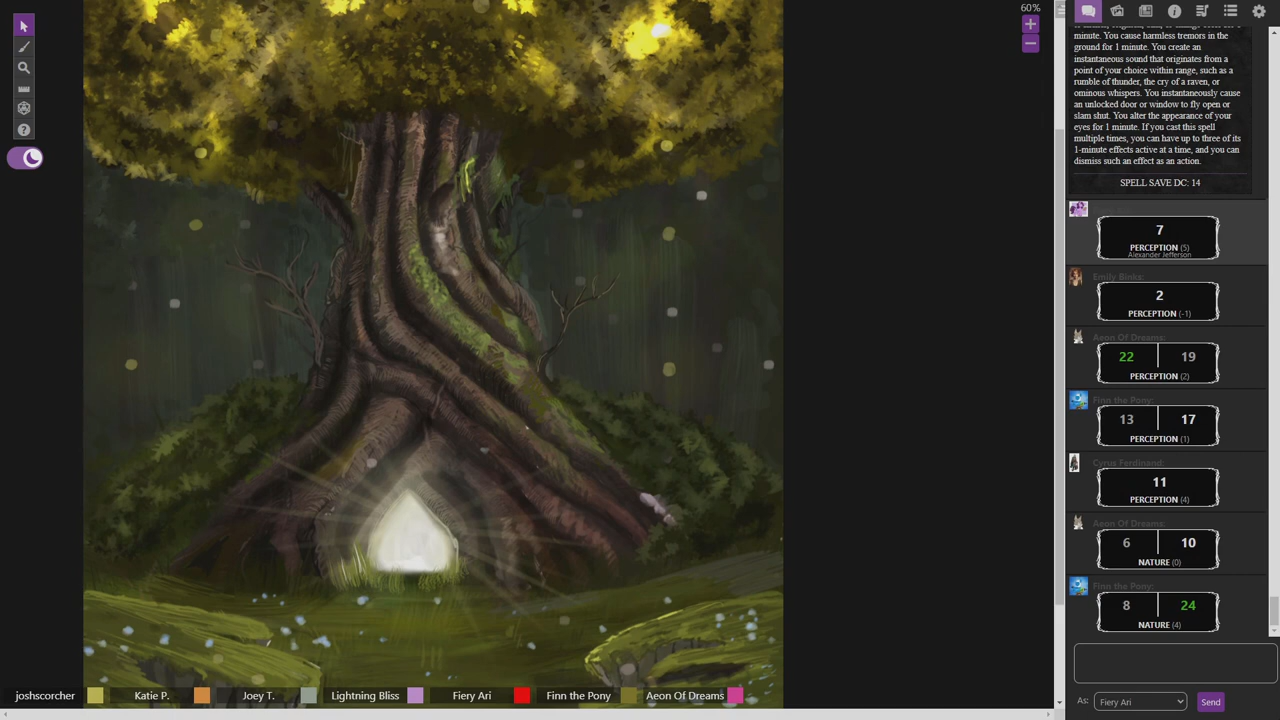 60%
minute. You cause harmless tremors in the
ground for 1 minute. You create an
instantaneous sound that originates from a
point of your choice within range, such as a
rumble of thunder, the cry of a raven, or
ominous whispers. You instantaneously cause
an unlocked door or window to fly open or
slam shut. You alter the appearance of your
eyes for 1 minute. If you cast this spell
multiple times, you can have up to three of its
1-minute effects active at a time, and you can
dismiss such an effect as an action.
SPELL SAVE DC: 14
7
PERCEPTION (5)
Alexander Jefferson
Emily Binks:
2
PERCEPTION (-1)
Aeon Of Dreams:
22 19
PERCEPTION (2)
Finn the Pony:
13 17
PERCEPTION (1)
Cyrus Ferdinand:
11
PERCEPTION (4)
Aeon Of Dreams:
6 10
NATURE (0)
Finn the Pony:
8 24
NATURE (4)
As: Fiery Ari Send
joshscorcher Katie P. Joey T. Lightning Bliss Fiery Ari Finn the Pony Aeon Of Dreams